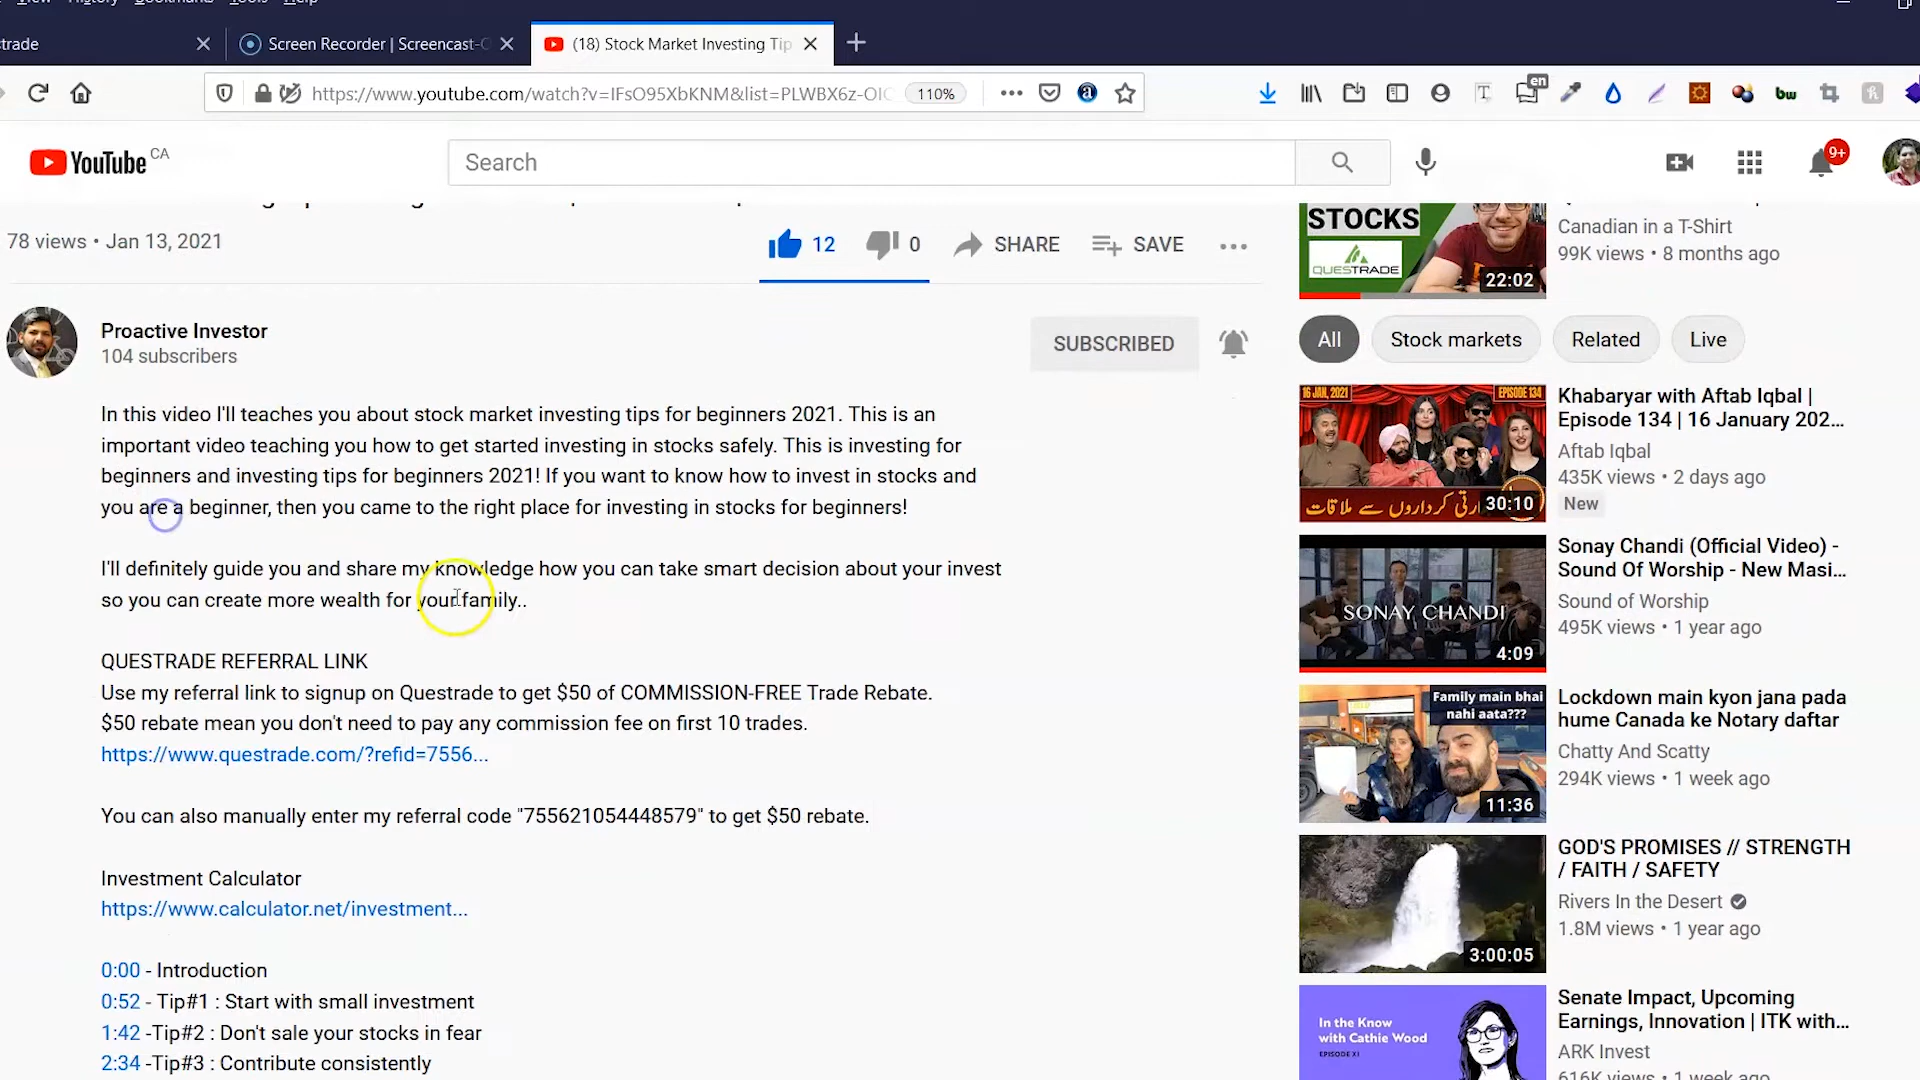 View History Bookmarks Tools Help
trade
Screen Recorder | Screencast-O
(18) Stock Market Investing Tip
https://www.youtube.com/watch?v=IFsO95XbKNM&list=PLWBX6z-OIC
110%
en
bw
YouTube CA
Search
9+
78 views • Jan 13, 2021
12
0
SHARE
SAVE
Proactive Investor
104 subscribers
SUBSCRIBED
In this video I'll teaches you about stock market investing tips for beginners 2021. This is an
important video teaching you how to get started investing in stocks safely. This is investing for
beginners and investing tips for beginners 2021! If you want to know how to invest in stocks and
you are a beginner, then you came to the right place for investing in stocks for beginners!
I'll definitely guide you and share my knowledge how you can take smart decision about your invest
so you can create more wealth for your family..
QUESTRADE REFERRAL LINK
Use my referral link to signup on Questrade to get $50 of COMMISSION-FREE Trade Rebate.
$50 rebate mean you don't need to pay any commission fee on first 10 trades.
https://www.questrade.com/?refid=7556...
You can also manually enter my referral code "755621054448579" to get $50 rebate.
Investment Calculator
https://www.calculator.net/investment...
0:00 - Introduction
0:52 - Tip#1 : Start with small investment
1:42 -Tip#2 : Don't sale your stocks in fear
2:34 -Tip#3 : Contribute consistently
STOCKS
QUESTRADE
22:02
Canadian in a T-Shirt
99K views • 8 months ago
All
Stock markets
Related
Live
16 JAN, 2021
EPISODE 134
30:10
Khabaryar with Aftab Iqbal |
Episode 134 | 16 January 202...
Aftab Iqbal
435K views • 2 days ago
New
SONAY CHANDI
4:09
Sonay Chandi (Official Video) -
Sound Of Worship - New Masi...
Sound of Worship
495K views • 1 year ago
Family main bhai
nahi aata???
11:36
Lockdown main kyon jana pada
hume Canada ke Notary daftar
Chatty And Scatty
294K views • 1 week ago
3:00:05
GOD'S PROMISES // STRENGTH
/ FAITH / SAFETY
Rivers In the Desert
1.8M views • 1 year ago
In the Know
with Cathie Wood
EPISODE XI
Senate Impact, Upcoming
Earnings, Innovation | ITK with...
ARK Invest
616K views • 1 week ago